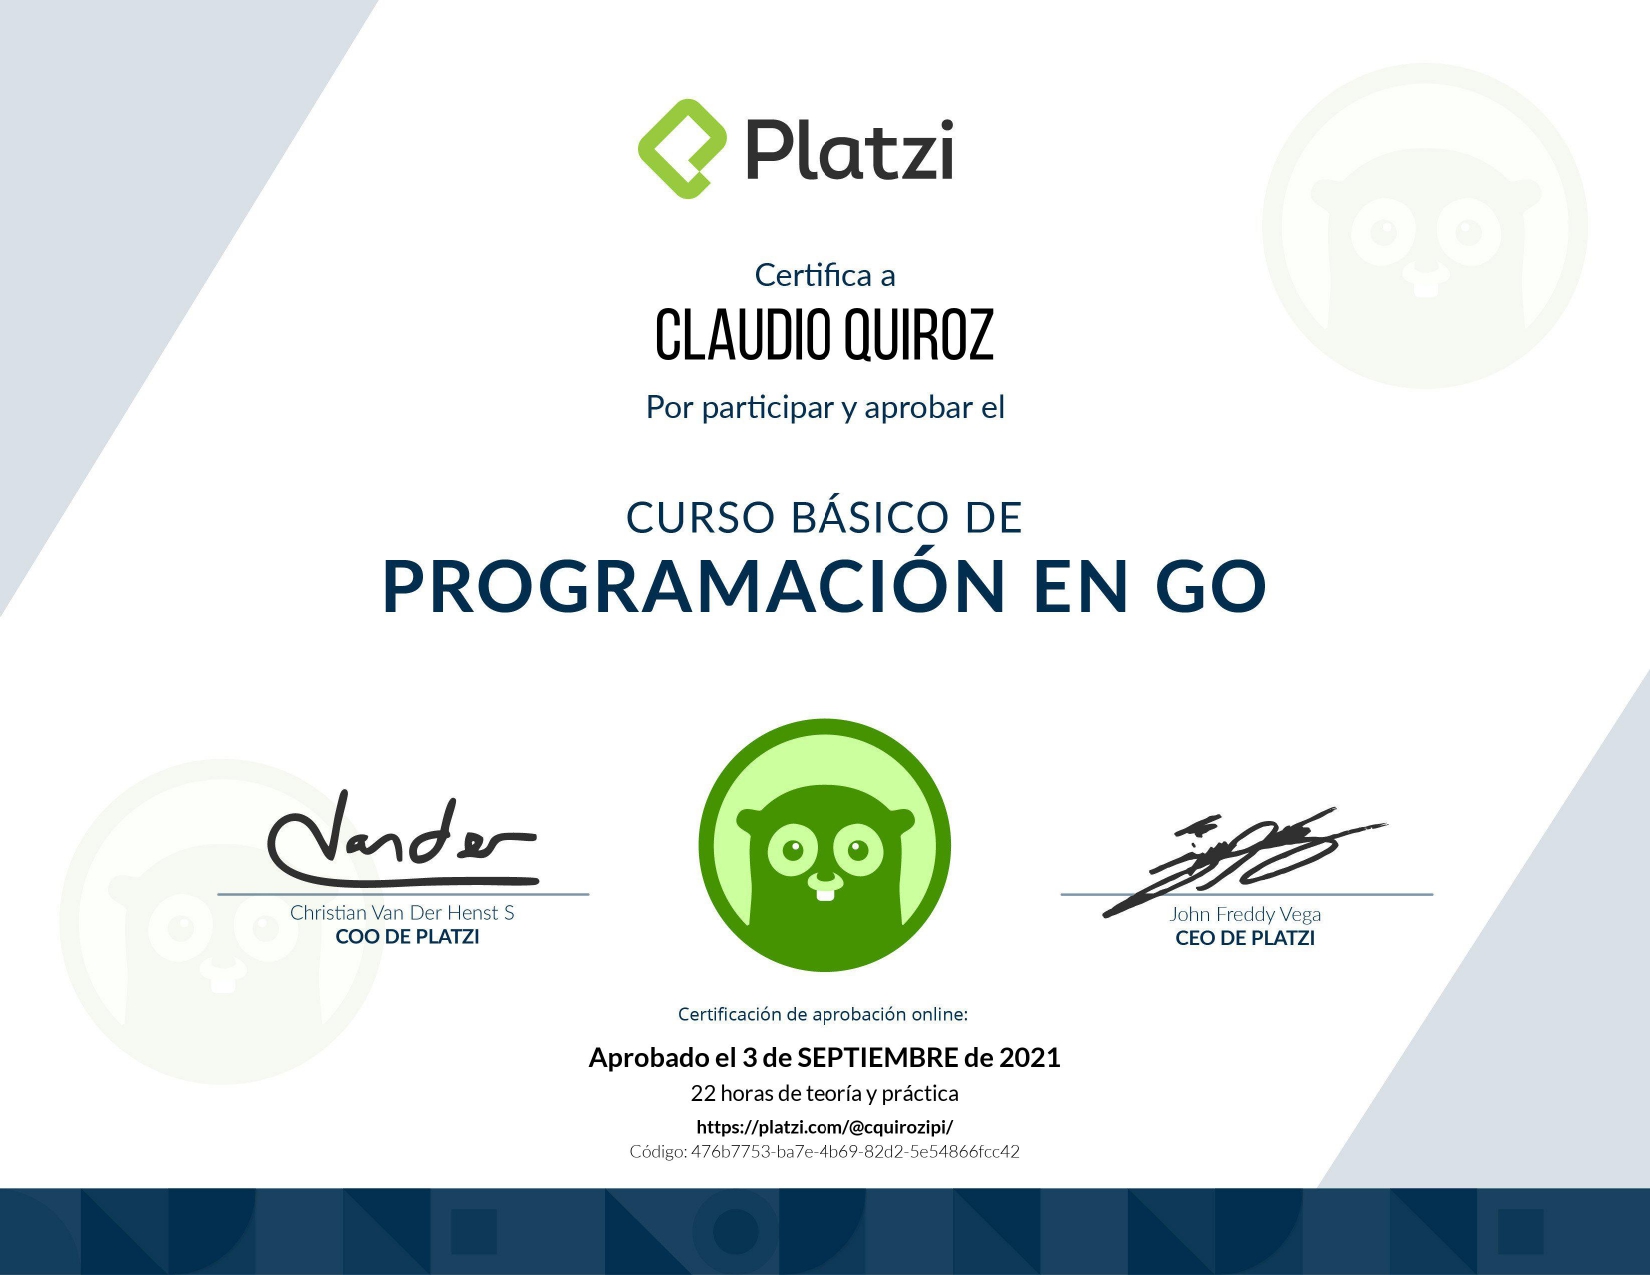 Platzi
Certifica a
CLAUDIO QUIROZ
Por participar y aprobar el
CURSO BÁSICO DE
PROGRAMACIÓN EN GO
Vander
Christian Van Der Henst S
COO DE PLATZI
John Freddy Vega
CEO DE PLATZI
Certificación de aprobación online:
Aprobado el 3 de SEPTIEMBRE de 2021
22 horas de teoría y práctica
https://platzi.com/@cquirozipi/
Código: 476b7753-ba7e-4b69-82d2-5e54866fcc42